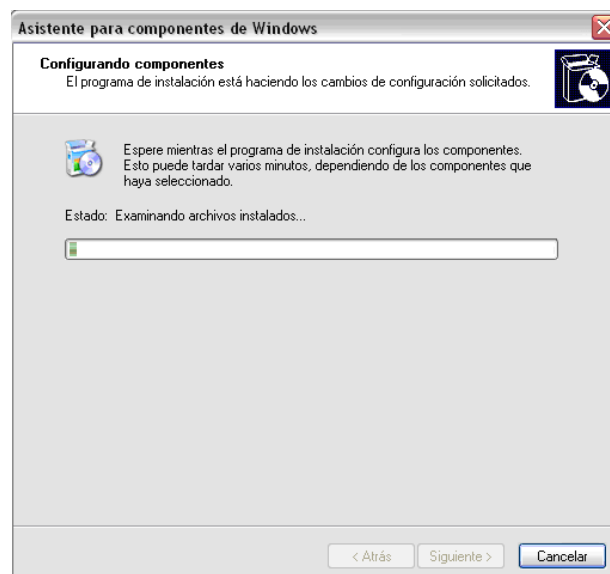 Asistente para componentes de Windows
Configurando componentes
El programa de instalación está haciendo los cambios de configuración solicitados.
Espere mientras el programa de instalación configura los componentes.
Esto puede tardar varios minutos, dependiendo de los componentes que
haya seleccionado.
Estado: Examinando archivos instalados...
< Atrás
Siguiente >
Cancelar